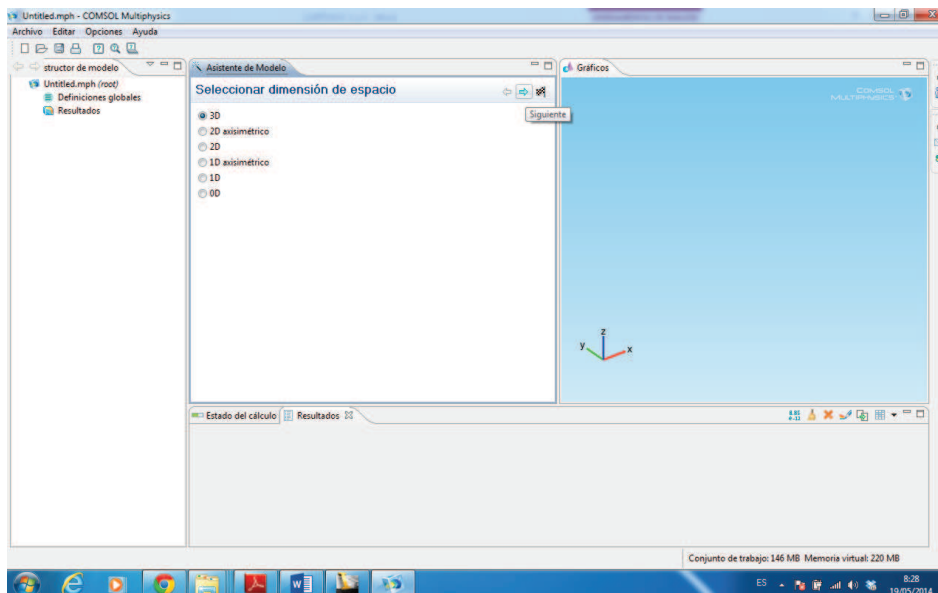 Untitled.mph - COMSOL Multiphysics
Archivo Editar Opciones Ayuda
structor de modelo
Untitled.mph (root)
Definiciones globales
Resultados
Asistente de Modelo
Seleccionar dimensión de espacio
Siguiente
3D
2D axisimétrico
2D
1D axisimétrico
1D
0D
Gráficos
COMSOL
MULTIPHYSICS
z
y
x
Estado del cálculo
Resultados
Conjunto de trabajo: 146 MB Memoria virtual: 220 MB
ES
8:28
19/05/2014